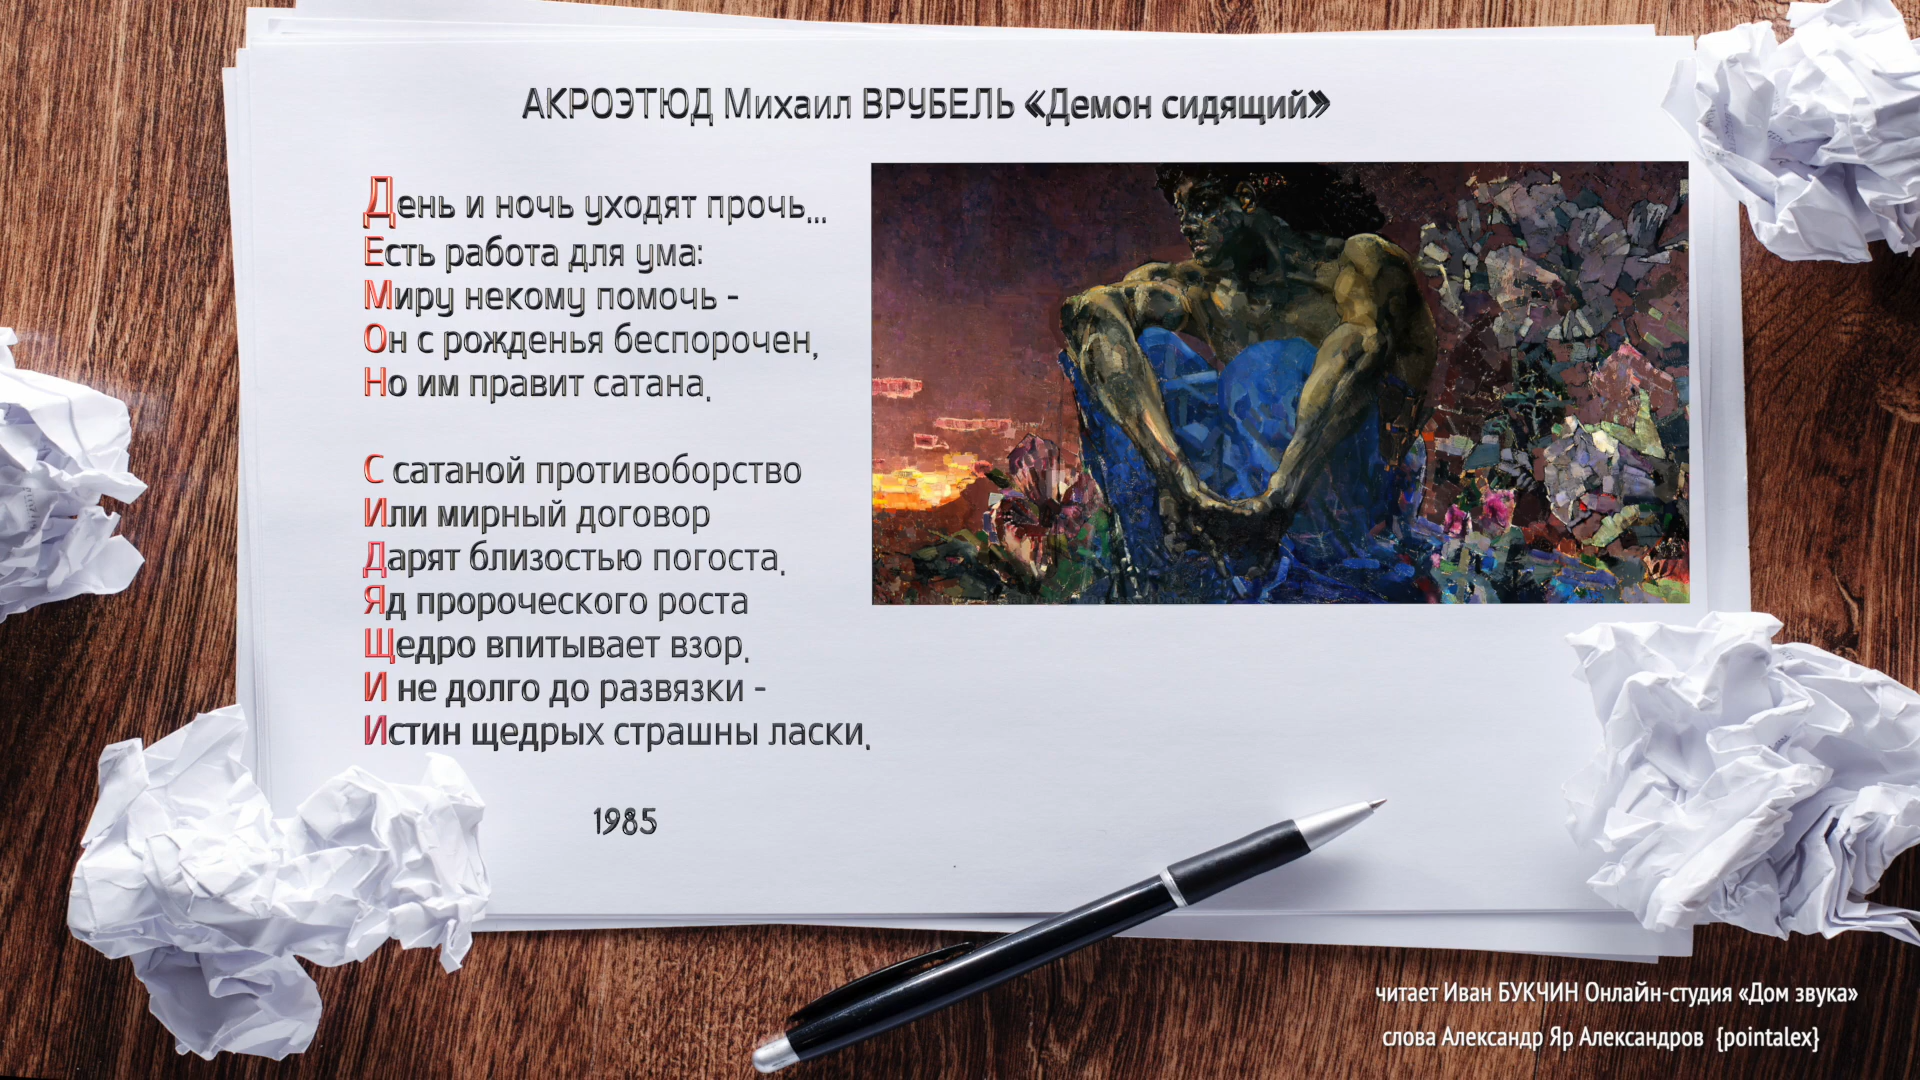 АКРОЭТЮД Михаил ВРУБЕЛЬ «Демон сидящий»
День и ночь уходят прочь...
Есть работа для ума:
Миру некому помочь -
Он с рожденья беспорочен,
Но им правит сатана.
С сатаной противоборство
Или мирный договор
Дарят близостью погоста.
Яд пророческого роста
Щедро впитывает взор.
И не долго до развязки -
Истин щедрых страшны ласки.
1985
читает Иван БУКЧИН Онлайн-студия «Дом звука»
слова Александр Яр Александров {pointalex}